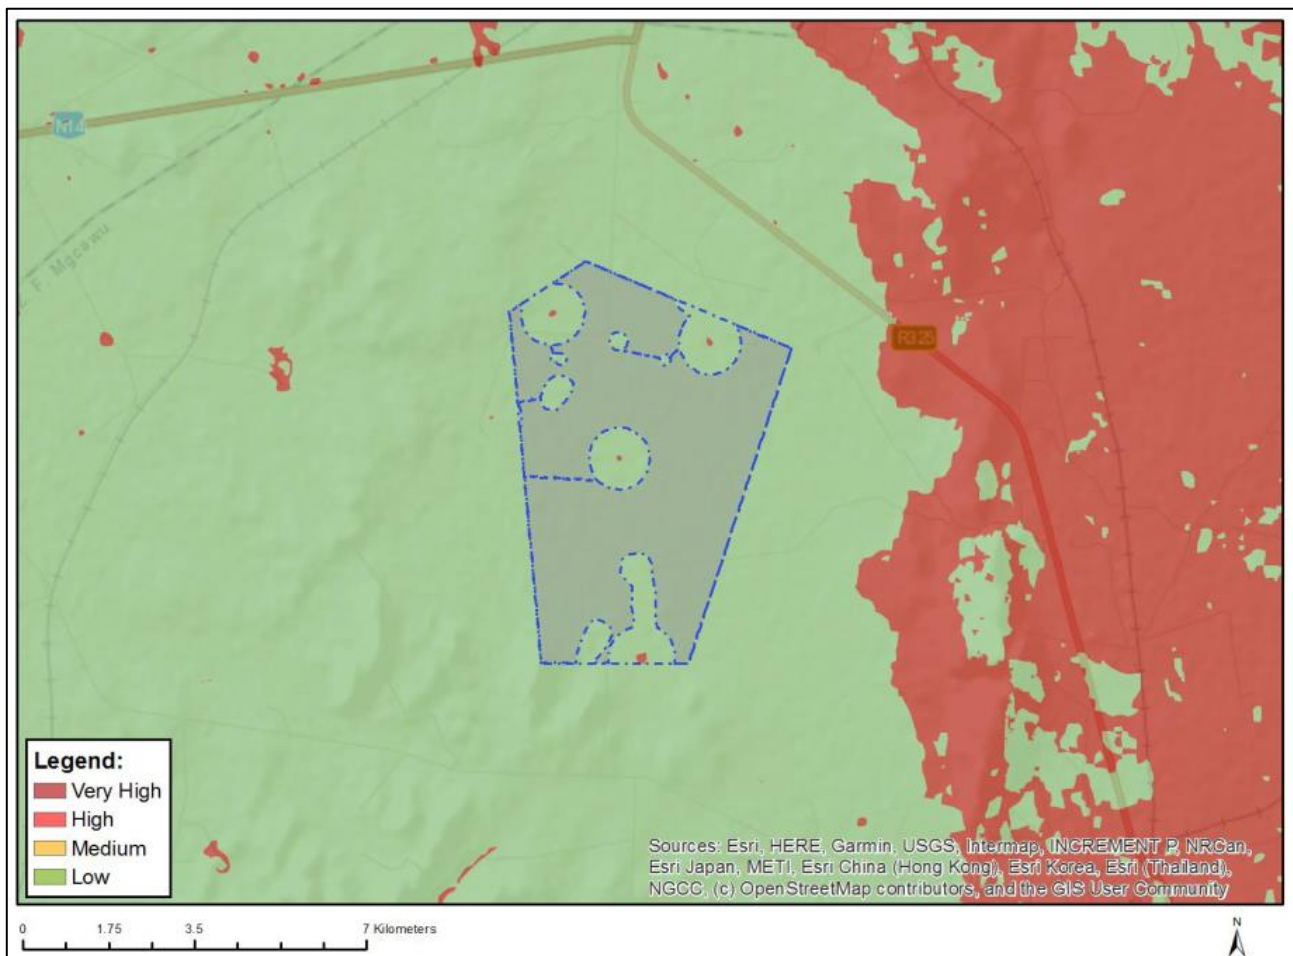 N14
Mgcawu
R325
Legend:
Very High
High
Medium
Low
Sources: Esri, HERE, Garmin, USGS, Intermap, INCREMENT P, NRCan,
Esri Japan, METI, Esri China (Hong Kong), Esri Korea, Esri (Thailand),
NGCC, (c) OpenStreetMap contributors, and the GIS User Community
0 1.75 3.5 7 Kilometers
N